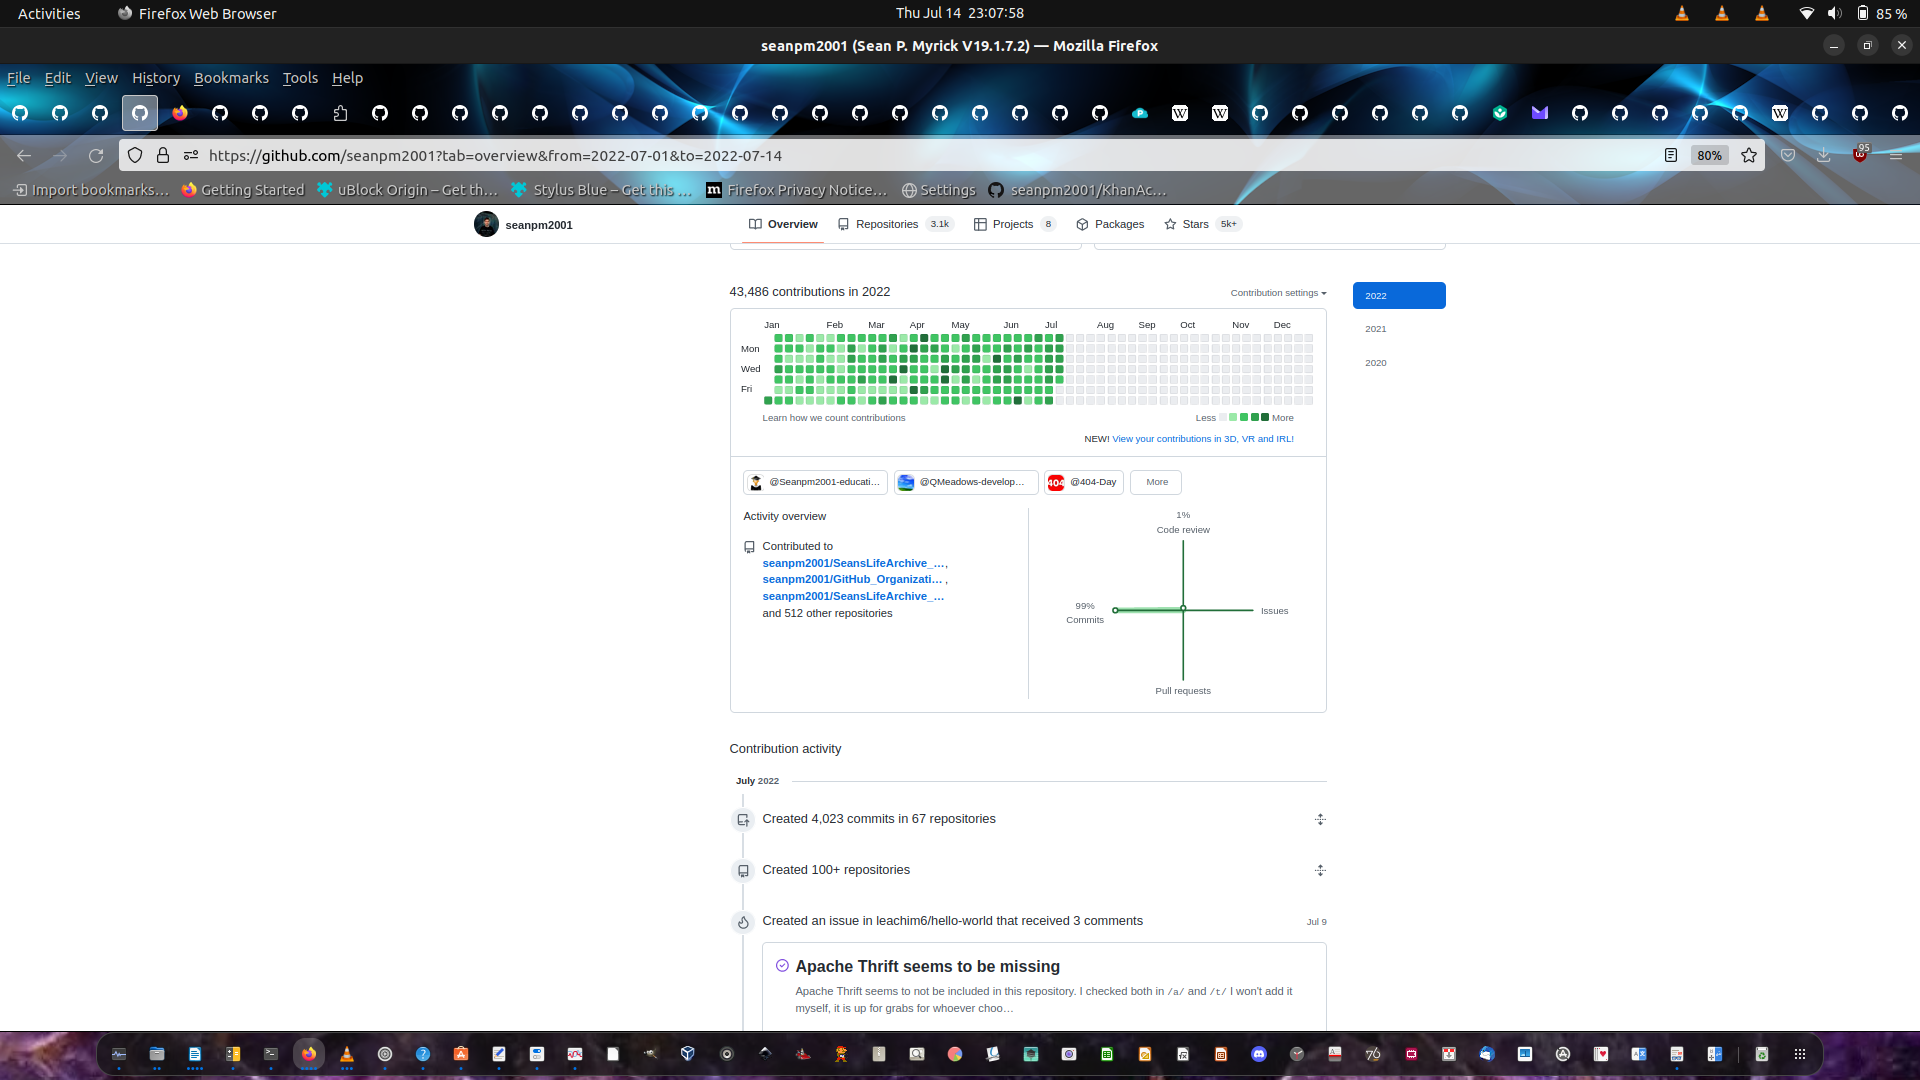 Activities
Firefox Web Browser
Thu Jul 14 23:07:58
85 %
seanpm2001 (Sean P. Myrick V19.1.7.2) — Mozilla Firefox
File Edit View History Bookmarks Tools Help
https://github.com/seanpm2001?tab=overview&from=2022-07-01&to=2022-07-14
80%
95
Import bookmarks…
Getting Started
uBlock Origin – Get th…
Stylus Blue – Get this …
Firefox Privacy Notice…
Settings
seanpm2001/KhanAc…
seanpm2001
Overview
Repositories 3.1k
Projects 8
Packages
Stars 5k+
43,486 contributions in 2022
Contribution settings
2022
2021
2020
Jan Feb Mar Apr May Jun Jul Aug Sep Oct Nov Dec
Mon
Wed
Fri
Learn how we count contributions
Less More
NEW! View your contributions in 3D, VR and IRL!
@Seanpm2001-educati…
@QMeadows-develop…
404 @404-Day
More
Activity overview
Contributed to
seanpm2001/SeansLifeArchive_…,
seanpm2001/GitHub_Organizati… ,
seanpm2001/SeansLifeArchive_…
and 512 other repositories
1%
Code review
99%
Commits
Issues
Pull requests
Contribution activity
July 2022
Created 4,023 commits in 67 repositories
Created 100+ repositories
Created an issue in leachim6/hello-world that received 3 comments
Jul 9
Apache Thrift seems to be missing
Apache Thrift seems to not be included in this repository. I checked both in /a/ and /t/ I won't add it
myself, it is up for grabs for whoever choo…